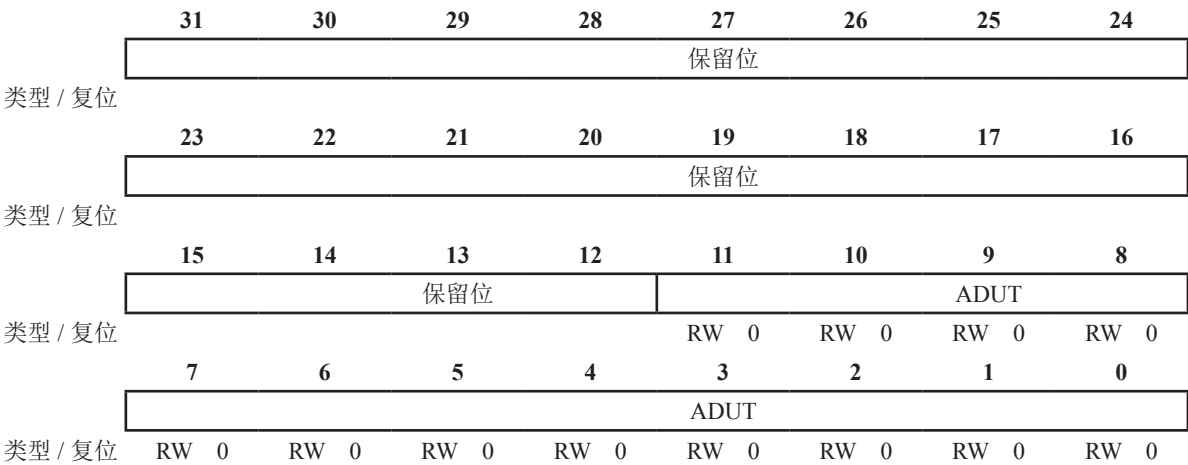 31 30 29 28 27 26 25 24
保留位
类型 / 复位
23 22 21 20 19 18 17 16
保留位
类型 / 复位
15 14 13 12 11 10 9 8
保留位 ADUT
类型 / 复位 RW 0 RW 0 RW 0 RW 0
7 6 5 4 3 2 1 0
ADUT
类型 / 复位 RW 0 RW 0 RW 0 RW 0 RW 0 RW 0 RW 0 RW 0